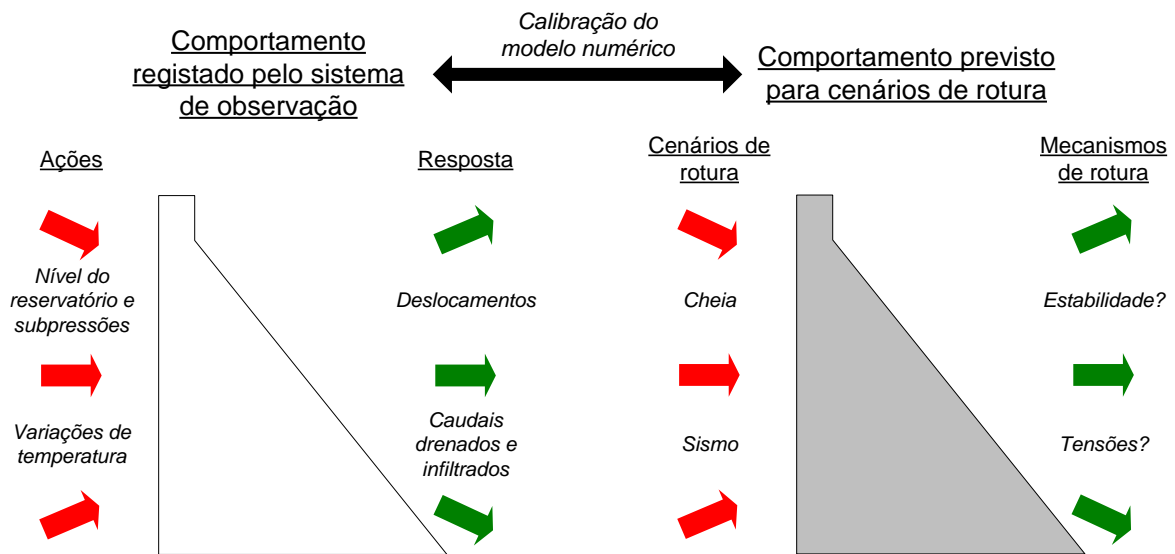 Comportamento
registado pelo sistema
de observação
Calibração do
modelo numérico
Comportamento previsto
para cenários de rotura
Ações
Nível do
reservatório e
subpressões
Variações de
temperatura
Resposta
Deslocamentos
Caudais
drenados e
infiltrados
Cenários de
rotura
Cheia
Sismo
Mecanismos
de rotura
Estabilidade?
Tensões?